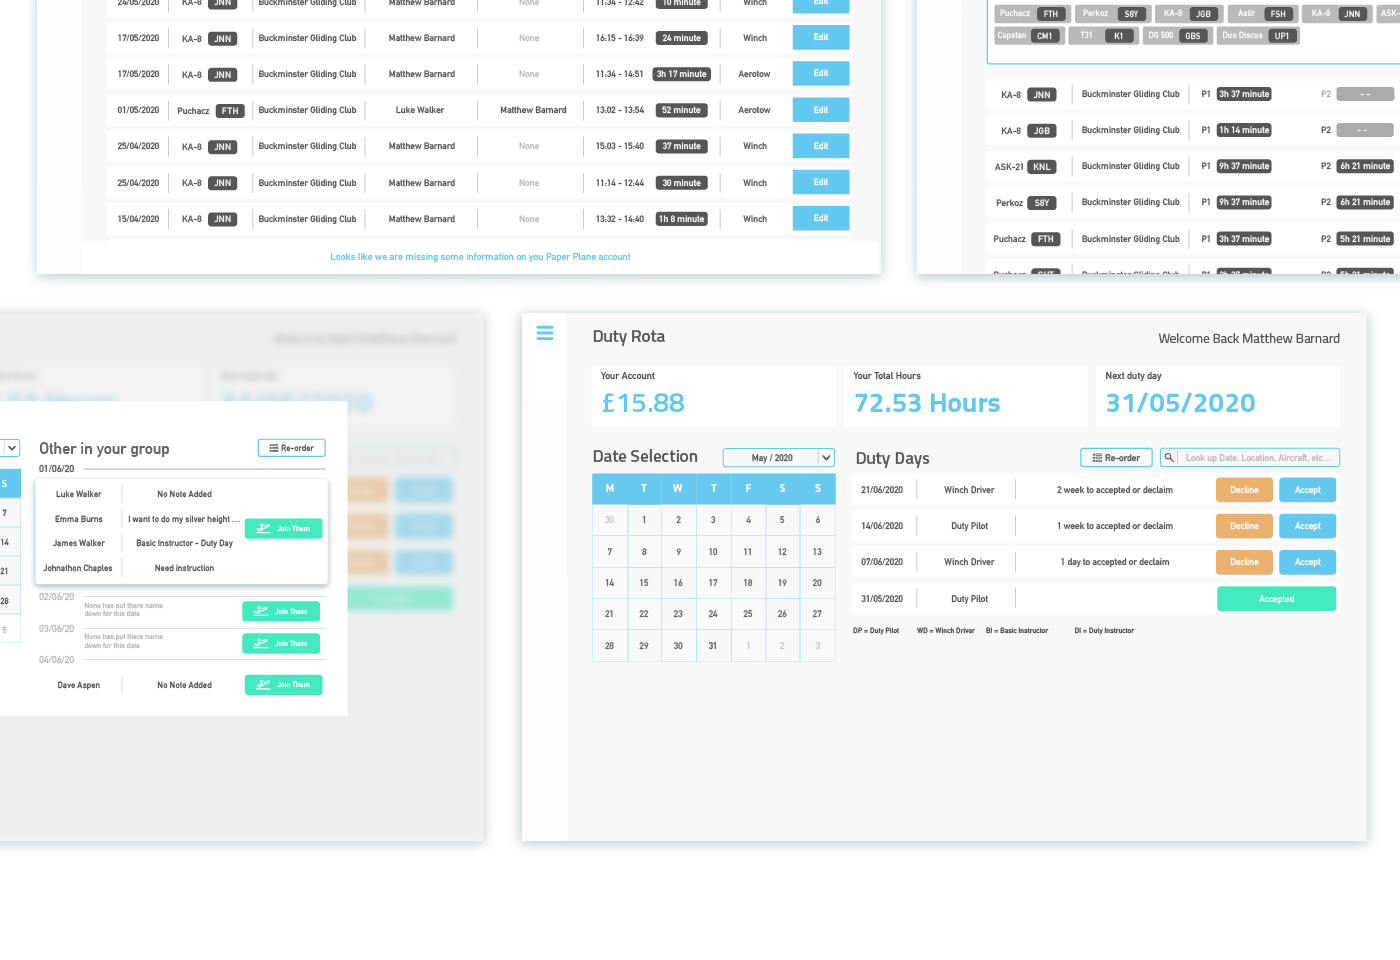 24/05/2020 KA-8 JNN Buckminster Gliding Club Matthew Barnard None 11:34 - 12:42 10 minute Winch Edit
17/05/2020 KA-8 JNN Buckminster Gliding Club Matthew Barnard None 16:15 - 16:39 24 minute Winch Edit
17/05/2020 KA-8 JNN Buckminster Gliding Club Matthew Barnard None 11:34 - 14:51 3h 17 minute Aerotow Edit
01/05/2020 Puchacz FTH Buckminster Gliding Club Luke Walker Matthew Barnard 13:02 - 13:54 52 minute Aerotow Edit
25/04/2020 KA-8 JNN Buckminster Gliding Club Matthew Barnard None 15:03 - 15:40 37 minute Winch Edit
25/04/2020 KA-8 JNN Buckminster Gliding Club Matthew Barnard None 11:14 - 12:44 30 minute Winch Edit
15/04/2020 KA-8 JNN Buckminster Gliding Club Matthew Barnard None 13:32 - 14:40 1h 8 minute Winch Edit
Looks like we are missing some information on you Paper Plane account
Puchacz FTH Perkoz S8Y KA-8 JGB Astir FSH KA-8 JNN ASK-
Capstan CM1 T31 K1 DG 500 GBS Duo Discus UP1
KA-8 JNN Buckminster Gliding Club P1 3h 37 minute P2 - -
KA-8 JGB Buckminster Gliding Club P1 1h 14 minute P2 - -
ASK-21 KNL Buckminster Gliding Club P1 9h 37 minute P2 6h 21 minute
Perkoz S8Y Buckminster Gliding Club P1 9h 37 minute P2 6h 21 minute
Puchacz FTH Buckminster Gliding Club P1 3h 37 minute P2 5h 21 minute
Puchacz Buckminster Gliding Club P1 3h 37 minute P2 5h 21 minute
Welcome Back Matthew Barnard
Other in your group Re-order
01/06/20
Luke Walker No Note Added
Emma Burns I want to do my silver height ...
Join Them
James Walker Basic Instructor - Duty Day
Johnathon Chaples Need instruction
02/06/20
None has put there name
down for this date
Join Them
03/06/20
None has put there name
down for this date
Join Them
04/06/20
Dave Aspen No Note Added Join Them
S
7
14
21
28
5
Duty Rota
Welcome Back Matthew Barnard
Your Account
£15.88
Your Total Hours
72.53 Hours
Next duty day
31/05/2020
Date Selection May / 2020
M T W T F S S
30 1 2 3 4 5 6
7 8 9 10 11 12 13
14 15 16 17 18 19 20
21 22 23 24 25 26 27
28 29 30 31 1 2 3
Duty Days Re-order Look up Date, Location, Aircraft, etc...
21/06/2020 Winch Driver 2 week to accepted or declaim Decline Accept
14/06/2020 Duty Pilot 1 week to accepted or declaim Decline Accept
07/06/2020 Winch Driver 1 day to accepted or declaim Decline Accept
31/05/2020 Duty Pilot Accepted
DP = Duty Pilot WD = Winch Driver BI = Basic Instructor DI = Duty Instructor